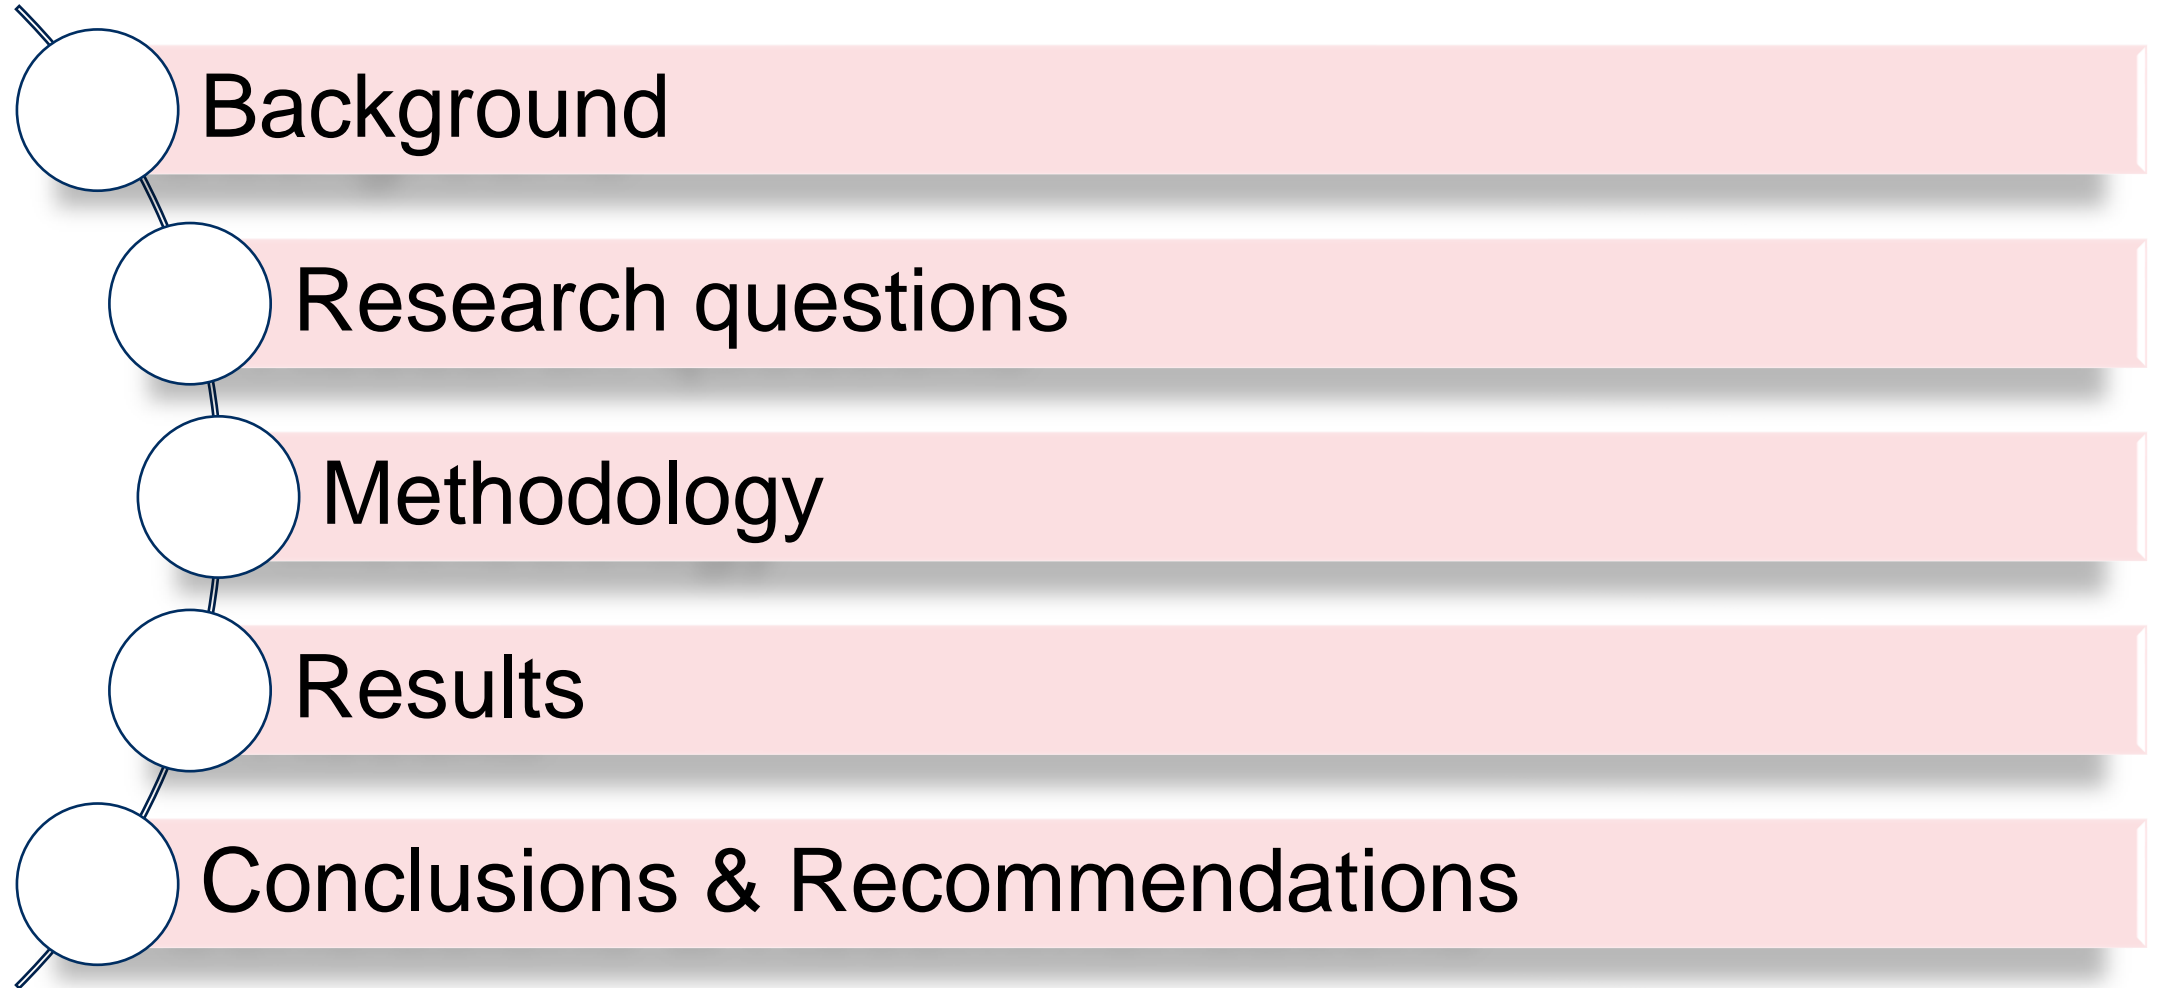 Background
Research questions
Methodology
Results
Conclusions & Recommendations